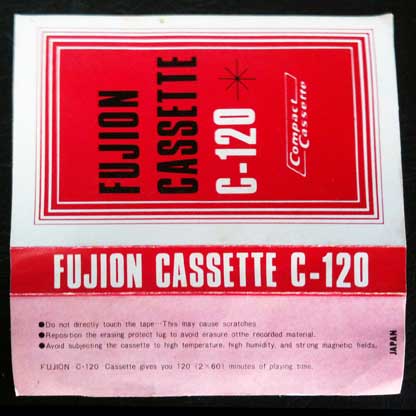 FUJION
CASSETTE
C-120
Compact
Cassette
FUJION CASSETTE C-120
●Do not directly touch the tape···This may cause scratches.
●Reposition the erasing protect lug to avoid erasure otthe recorded material.
●Avoid subjecting the cassette to high temperature, high humidity, and strong magnetic fields.
JAPAN
FUJION C-120 Cassette gives you 120 (2×60) minutes of playing time.